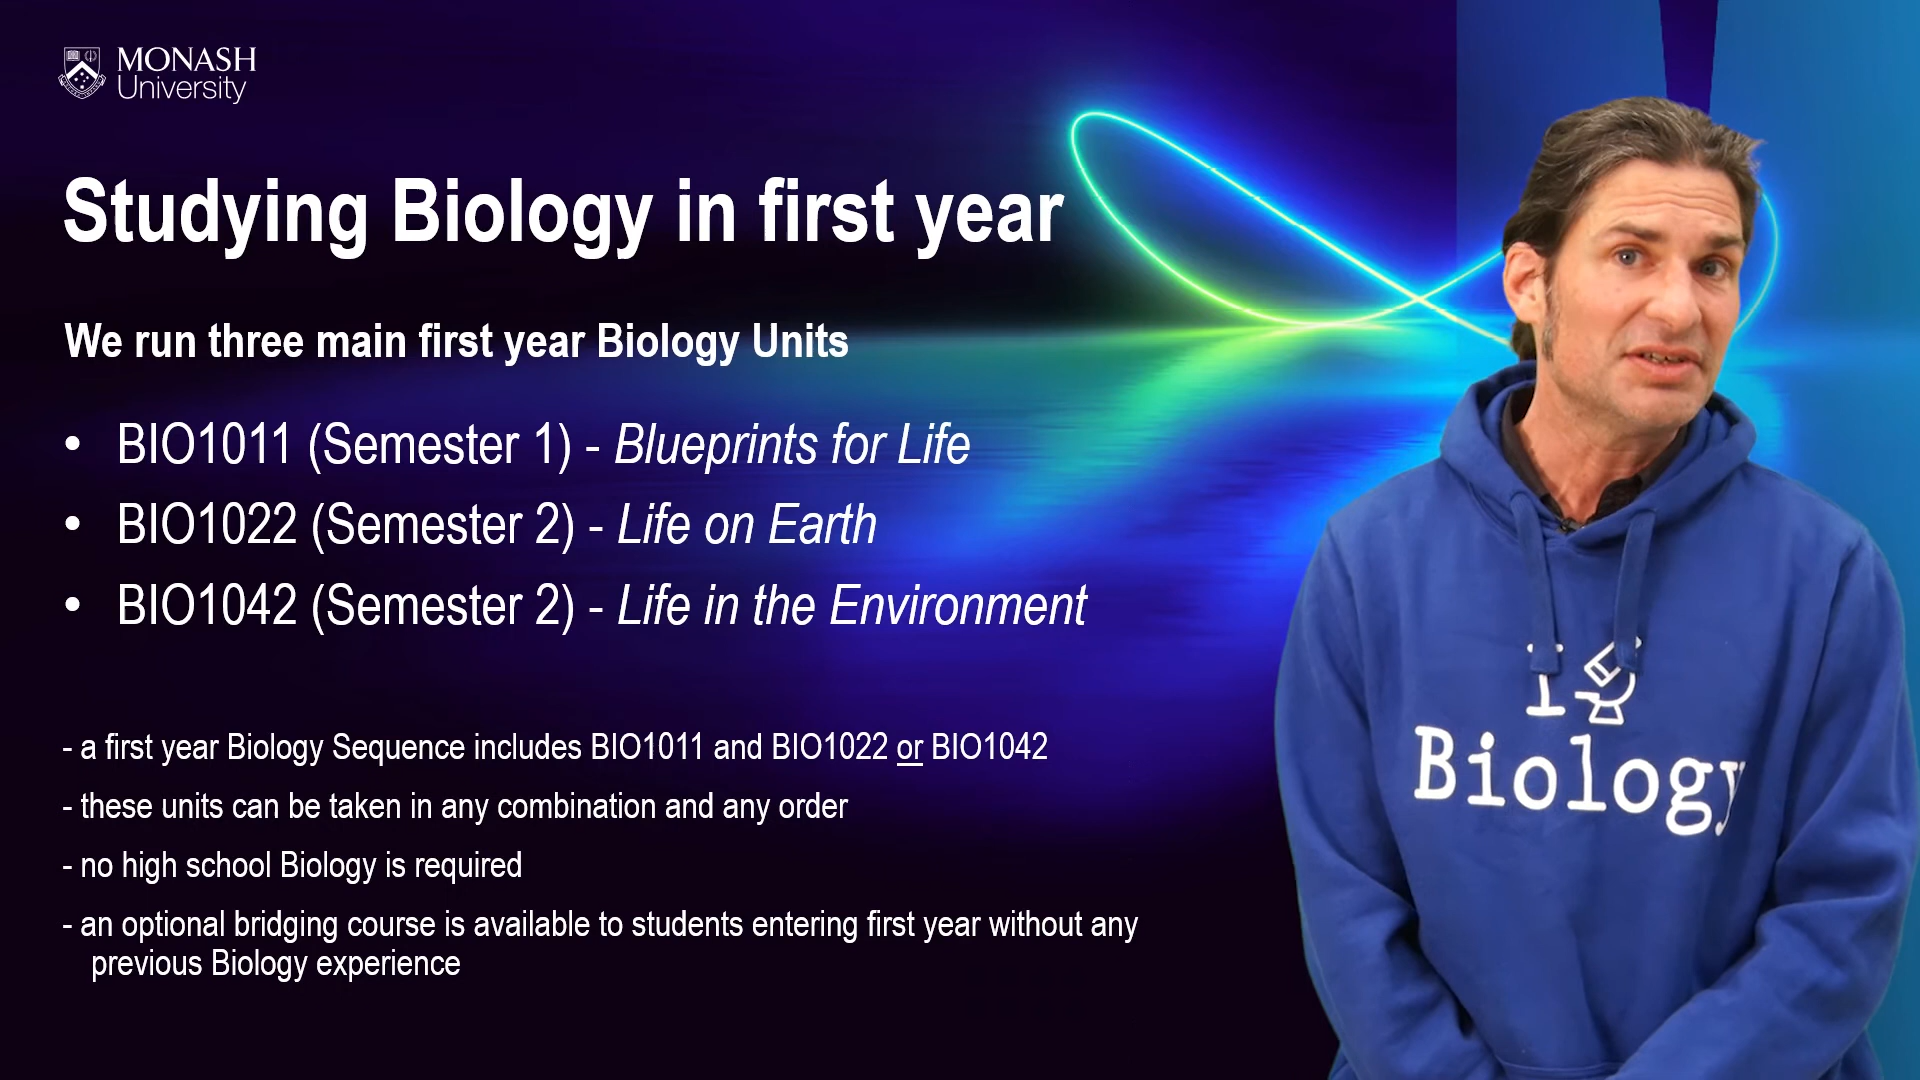 MONASH
University
Studying Biology in first year
We run three main first year Biology Units
• BIO1011 (Semester 1) - Blueprints for Life
• BIO1022 (Semester 2) - Life on Earth
• BIO1042 (Semester 2) - Life in the Environment
- a first year Biology Sequence includes BIO1011 and BIO1022 or BIO1042
- these units can be taken in any combination and any order
- no high school Biology is required
- an optional bridging course is available to students entering first year without any
previous Biology experience
I
Biology